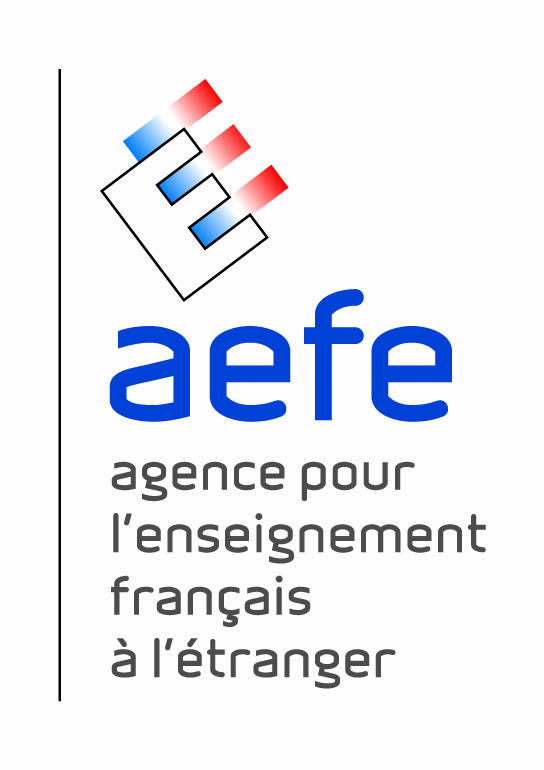 E
aefe
agence pour
l'enseignement
français
à l'étranger